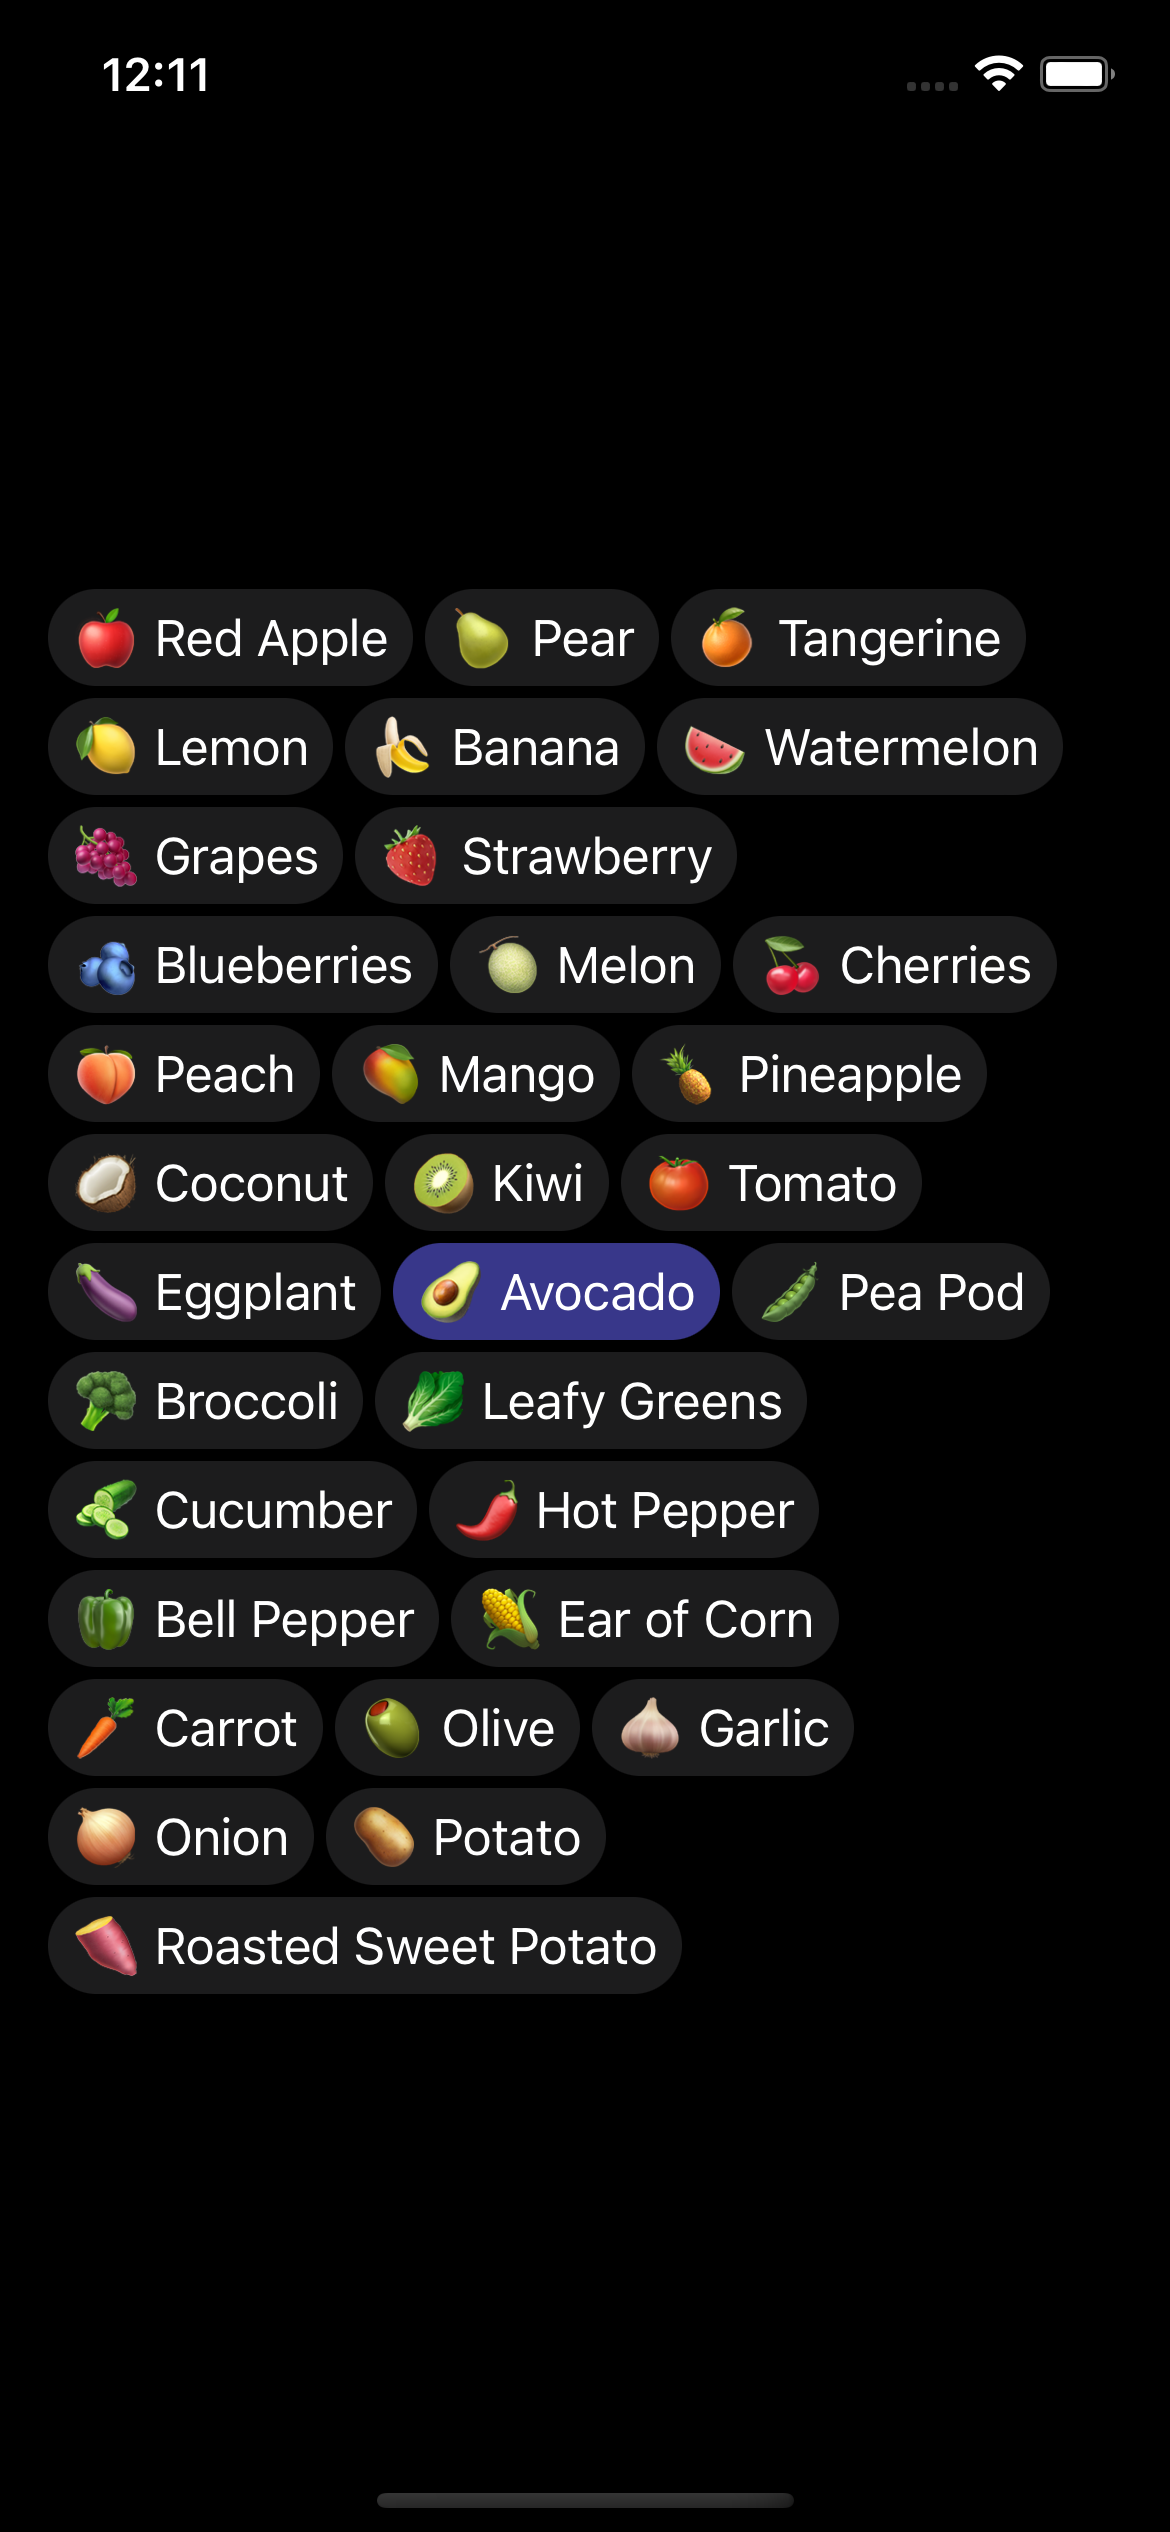 12:11
Red Apple Pear Tangerine
Lemon Banana Watermelon
Grapes Strawberry
Blueberries Melon Cherries
Peach Mango Pineapple
Coconut Kiwi Tomato
Eggplant Avocado Pea Pod
Broccoli Leafy Greens
Cucumber Hot Pepper
Bell Pepper Ear of Corn
Carrot Olive Garlic
Onion Potato
Roasted Sweet Potato